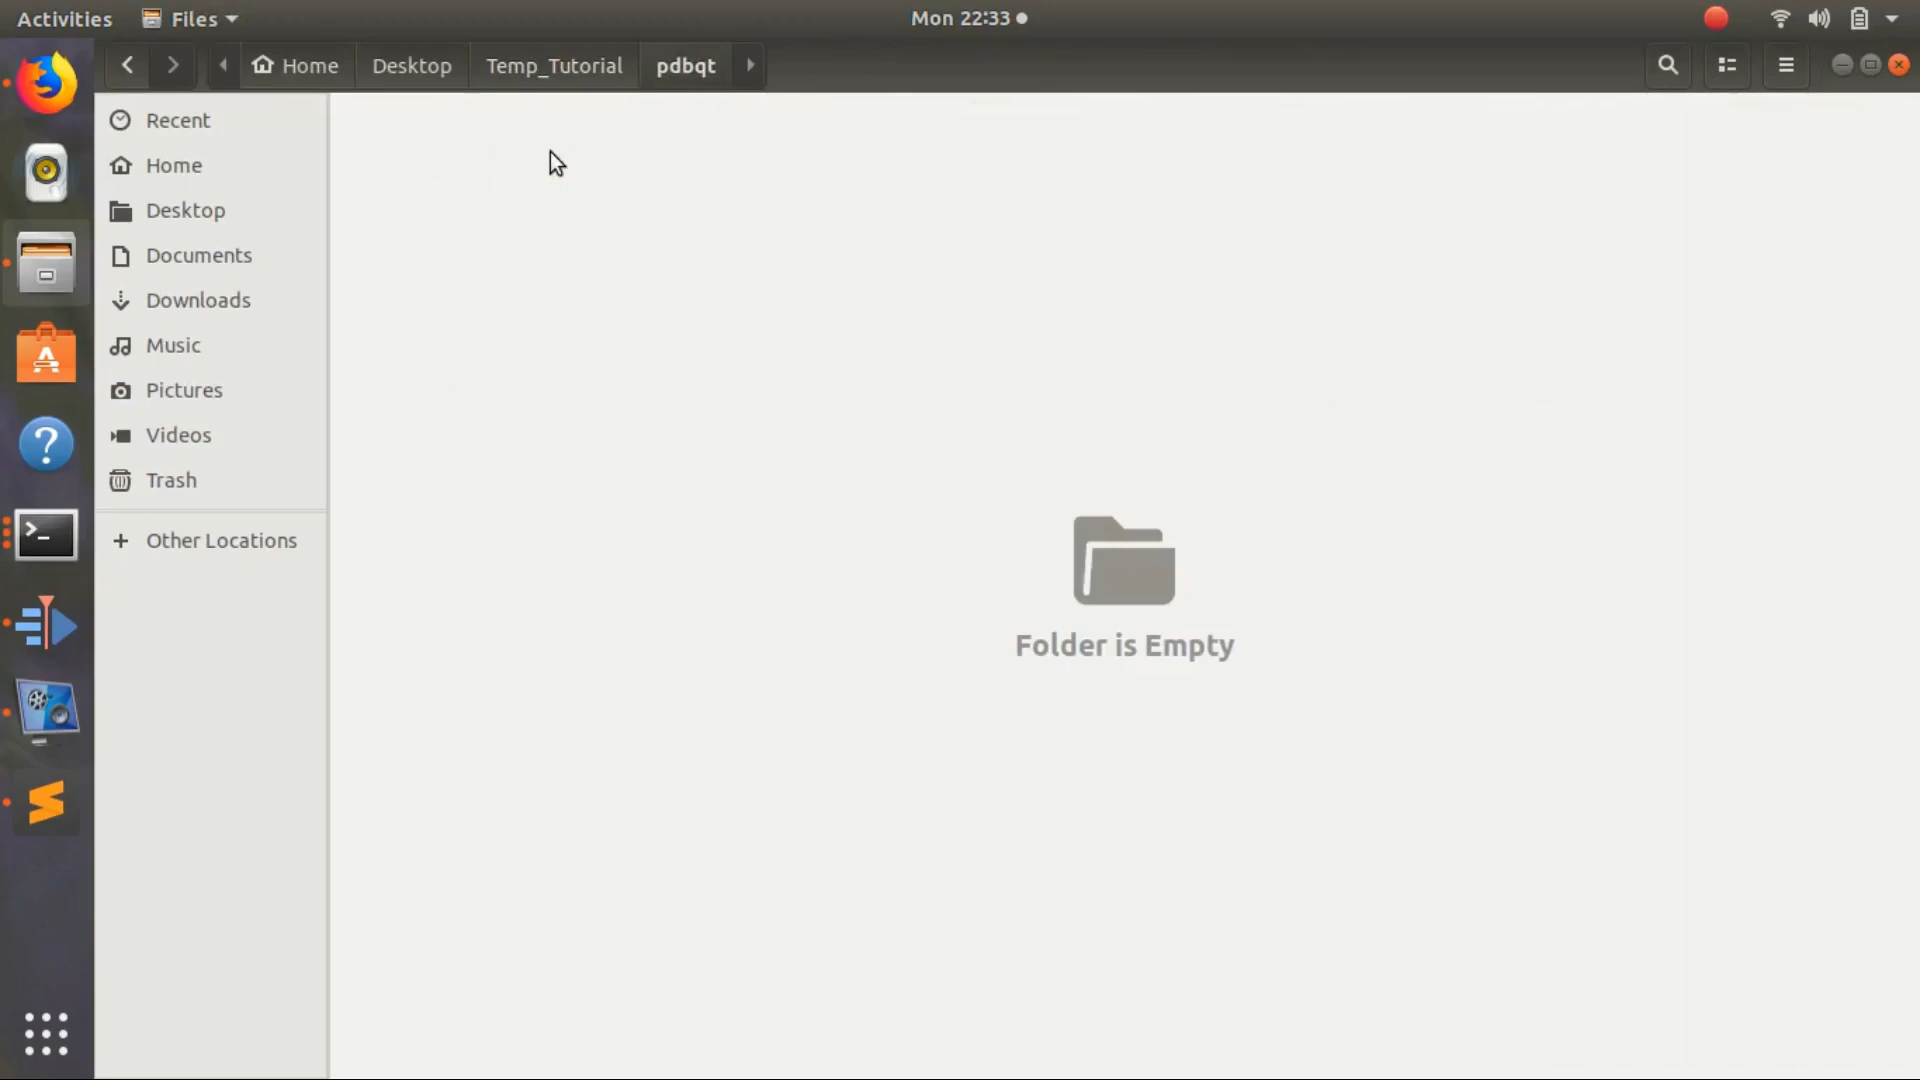 Activities
Files
Mon 22:33
Home
Desktop
Temp_Tutorial
pdbqt
Recent
Home
Desktop
Documents
Downloads
Music
Pictures
Videos
Trash
Other Locations
Folder is Empty